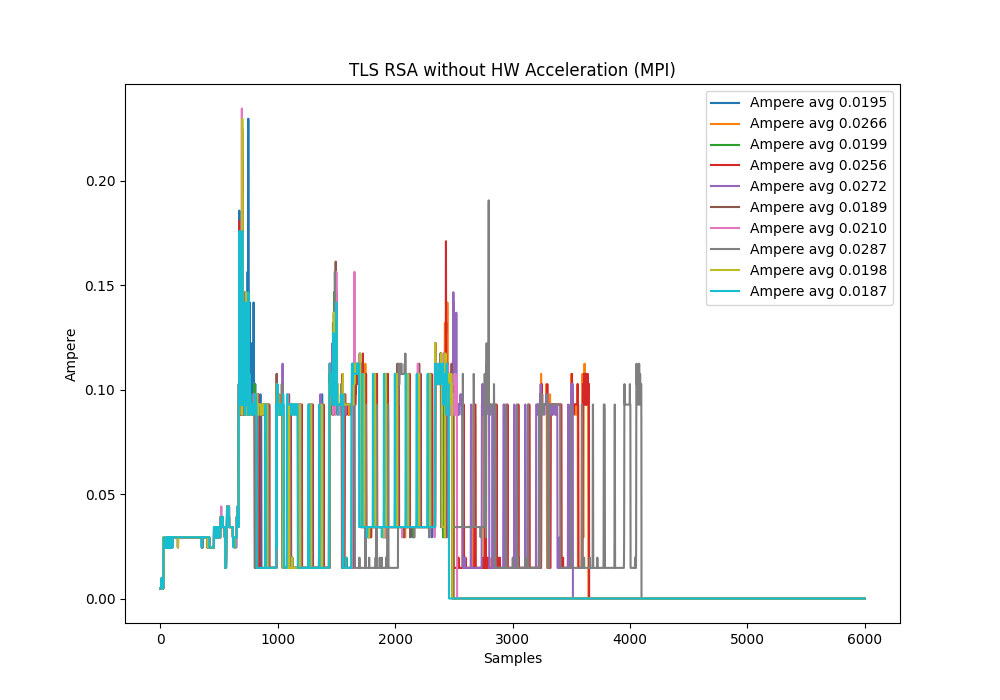 TLS RSA without HW Acceleration (MPI)
Ampere avg 0.0195
Ampere avg 0.0266
Ampere avg 0.0199
Ampere avg 0.0256
Ampere avg 0.0272
Ampere avg 0.0189
Ampere avg 0.0210
Ampere avg 0.0287
Ampere avg 0.0198
Ampere avg 0.0187
0.20
0.15
0.10
0.05
0.00
Ampere
0 1000 2000 3000 4000 5000 6000
Samples